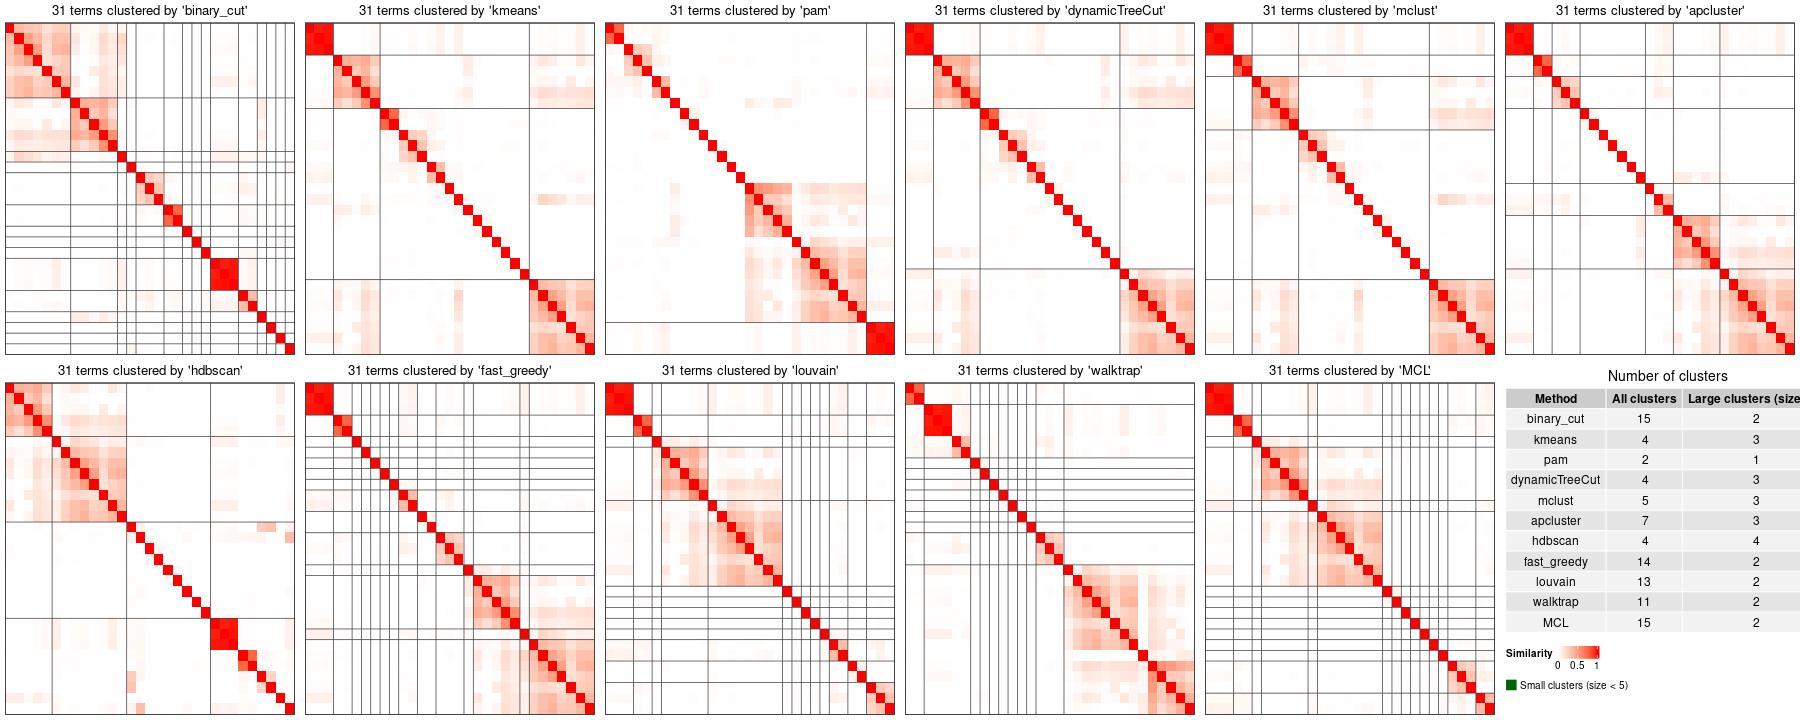 31 terms clustered by 'binary_cut'
31 terms clustered by 'kmeans'
31 terms clustered by 'pam'
31 terms clustered by 'dynamicTreeCut'
31 terms clustered by 'mclust'
31 terms clustered by 'apcluster'
31 terms clustered by 'hdbscan'
31 terms clustered by 'fast_greedy'
31 terms clustered by 'louvain'
31 terms clustered by 'walktrap'
31 terms clustered by 'MCL'
Number of clusters
Method All clusters Large clusters (size
binary_cut 15 2
kmeans 4 3
pam 2 1
dynamicTreeCut 4 3
mclust 5 3
apcluster 7 3
hdbscan 4 4
fast_greedy 14 2
louvain 13 2
walktrap 11 2
MCL 15 2
Similarity
0 0.5 1
Small clusters (size < 5)